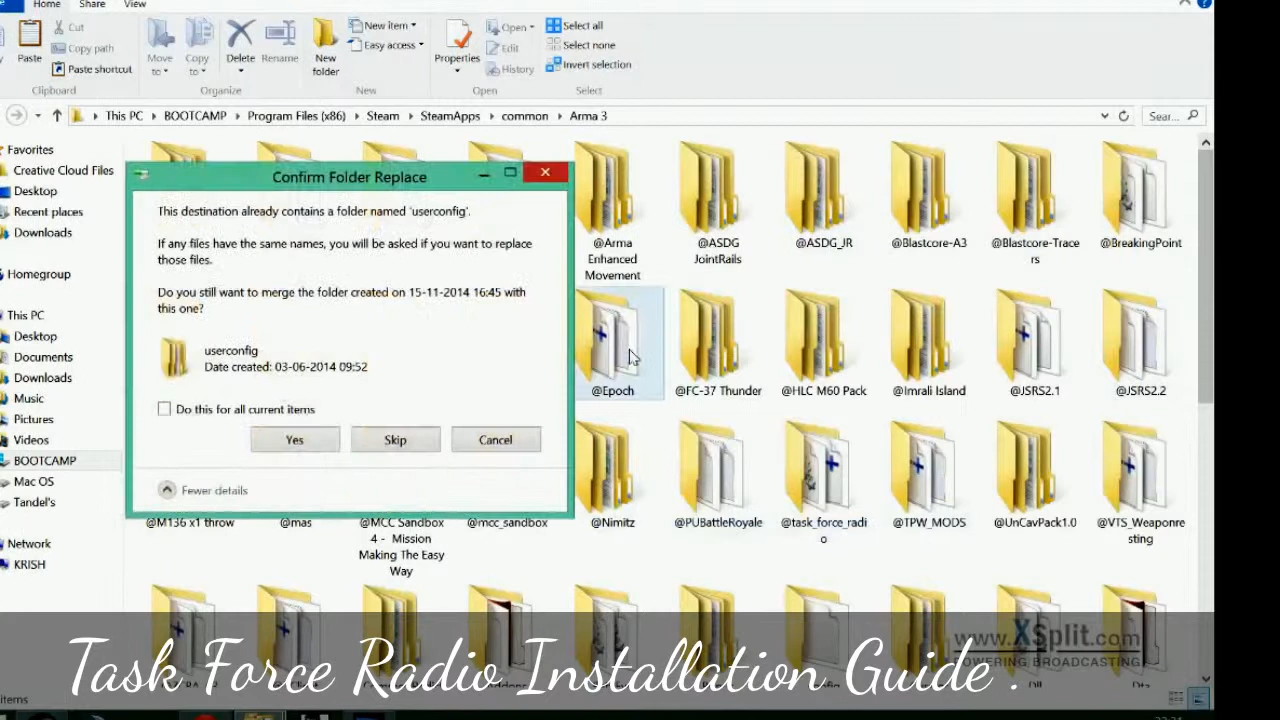 Home Share View
Cut
Copy path
Paste shortcut
Paste
Move to
Copy to
Delete
Rename
New folder
New item
Easy access
Properties
Open
Edit
History
Select all
Select none
Invert selection
Clipboard Organize New Open Select
This PC BOOTCAMP Program Files (x86) Steam SteamApps common Arma 3
Sear...
Favorites
Creative Cloud Files
Desktop
Recent places
Downloads
Homegroup
This PC
Desktop
Documents
Downloads
Music
Pictures
Videos
BOOTCAMP
Mac OS
Tandel's
Network
KRISH
Confirm Folder Replace
This destination already contains a folder named 'userconfig'.
If any files have the same names, you will be asked if you want to replace
those files.
Do you still want to merge the folder created on 15-11-2014 16:45 with
this one?
userconfig
Date created: 03-06-2014 09:52
Do this for all current items
Yes Skip Cancel
Fewer details
@Arma Enhanced Movement
@ASDG JointRails
@ASDG_JR
@Blastcore-A3
@Blastcore-Tracers
@BreakingPoint
@Epoch
@FC-37 Thunder
@HLC M60 Pack
@Imrali Island
@JSRS2.1
@JSRS2.2
@M136 x1 throw
@mas
@MCC Sandbox 4 - Mission Making The Easy Way
@mcc_sandbox
@Nimitz
@PUBattleRoyale
@task_force_radio
@TPW_MODS
@UnCavPack1.0
@VTS_Weaponresting
www.XSplit.com
POWERING BROADCASTING
Task Force Radio Installation Guide .
items